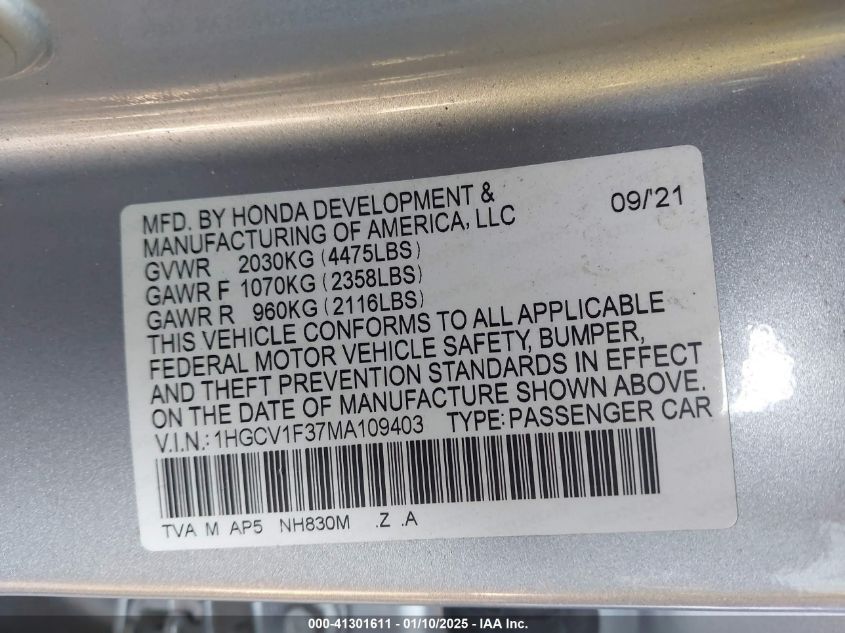 MFD. BY HONDA DEVELOPMENT & 09/'21
MANUFACTURING OF AMERICA, LLC
GVWR 2030KG (4475LBS)
GAWR F 1070KG (2358LBS)
GAWR R 960KG (2116LBS)
THIS VEHICLE CONFORMS TO ALL APPLICABLE
FEDERAL MOTOR VEHICLE SAFETY, BUMPER,
AND THEFT PREVENTION STANDARDS IN EFFECT
ON THE DATE OF MANUFACTURE SHOWN ABOVE.
V.I.N.: 1HGCV1F37MA109403 TYPE: PASSENGER CAR
TVA M AP5 NH830M .Z .A
000-41301611 - 01/10/2025 - IAA Inc.